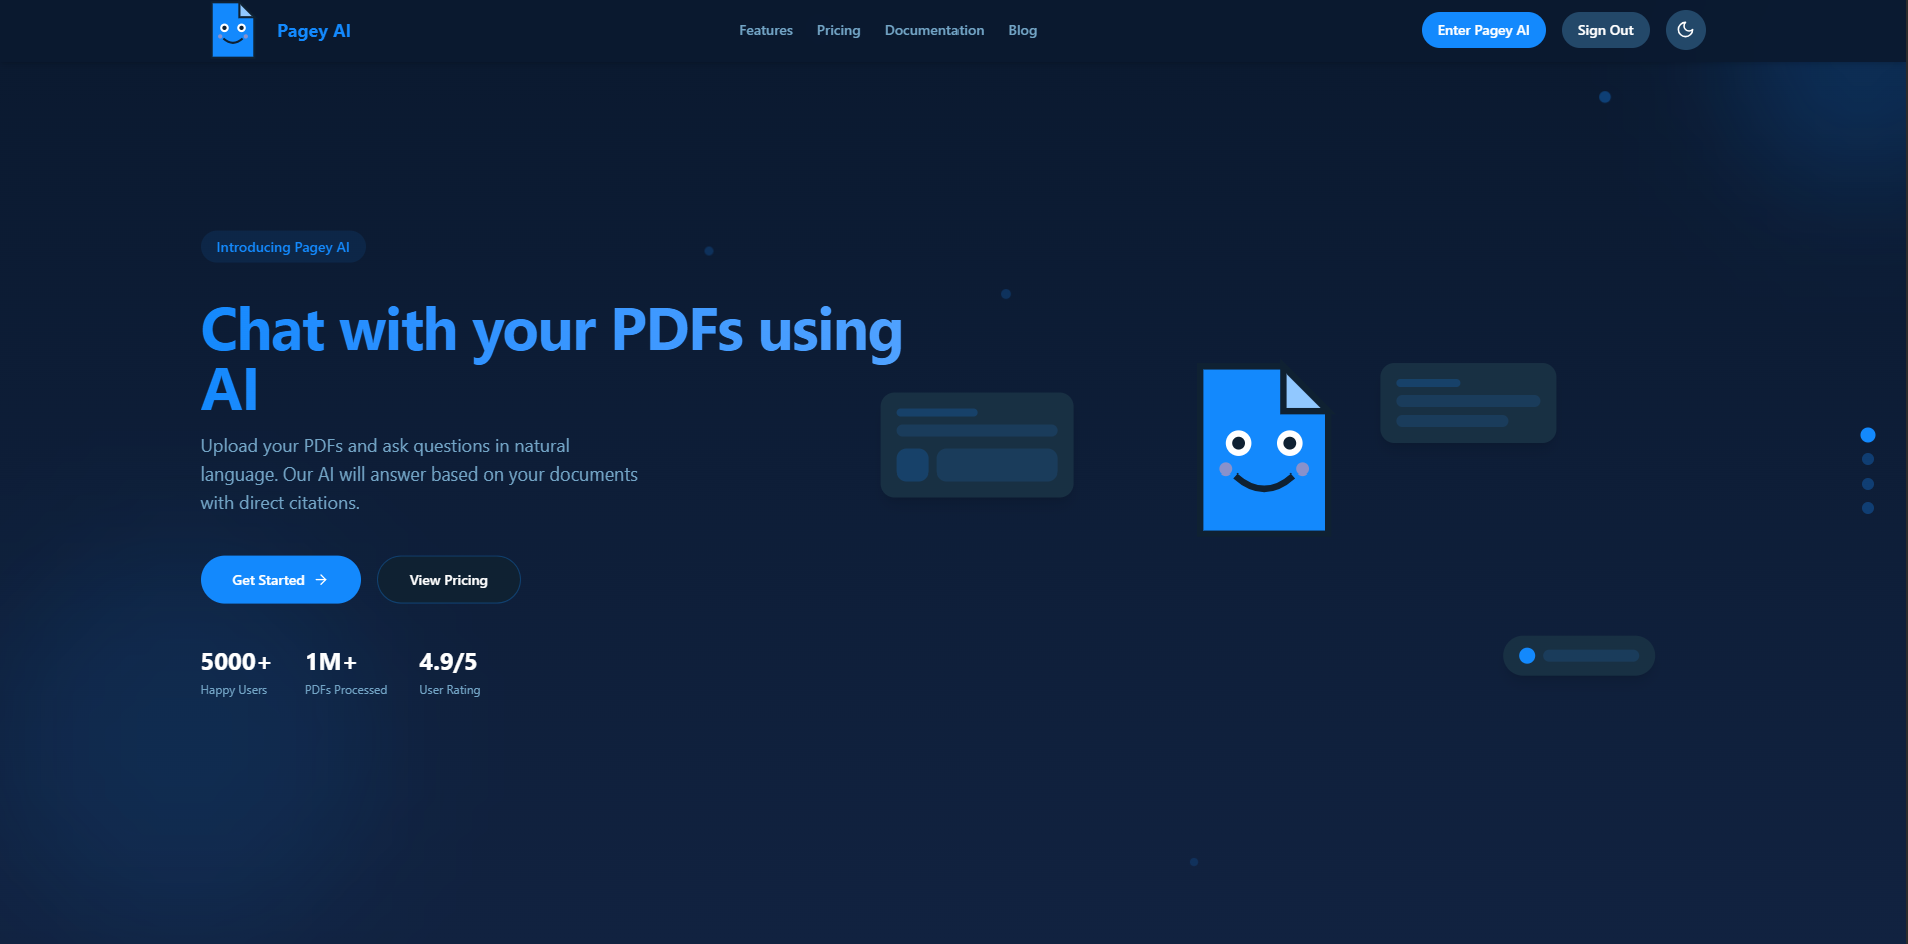 Pagey AI
Features
Pricing
Documentation
Blog
Enter Pagey AI
Sign Out
Introducing Pagey AI
Chat with your PDFs using
AI
Upload your PDFs and ask questions in natural
language. Our AI will answer based on your documents
with direct citations.
Get Started
View Pricing
5000+
Happy Users
1M+
PDFs Processed
4.9/5
User Rating